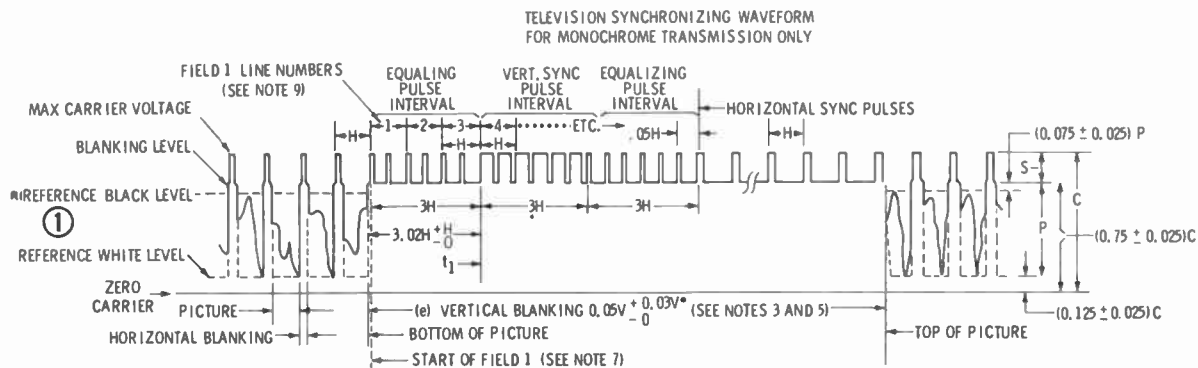 TELEVISION SYNCHRONIZING WAVEFORM
FOR MONOCHROME TRANSMISSION ONLY
FIELD 1 LINE NUMBERS
(SEE NOTE 9)
EQUALING
PULSE
INTERVAL
VERT. SYNC
PULSE
INTERVAL
EQUALIZING
PULSE
INTERVAL
MAX CARRIER VOLTAGE
HORIZONTAL SYNC PULSES
H
1 2 3 4 ETC.
.05H
H
H H
(0.075 ± 0.025) P
BLANKING LEVEL
S
REFERENCE BLACK LEVEL
①
3H 3H 3H
C
P
3.02H +H -0
(0.75 ± 0.025)C
REFERENCE WHITE LEVEL
t1
ZERO
CARRIER
PICTURE
(e) VERTICAL BLANKING 0.05V +0.03V* -0 (SEE NOTES 3 AND 5)
(0.125 ± 0.025)C
HORIZONTAL BLANKING
BOTTOM OF PICTURE
TOP OF PICTURE
START OF FIELD 1 (SEE NOTE 7)